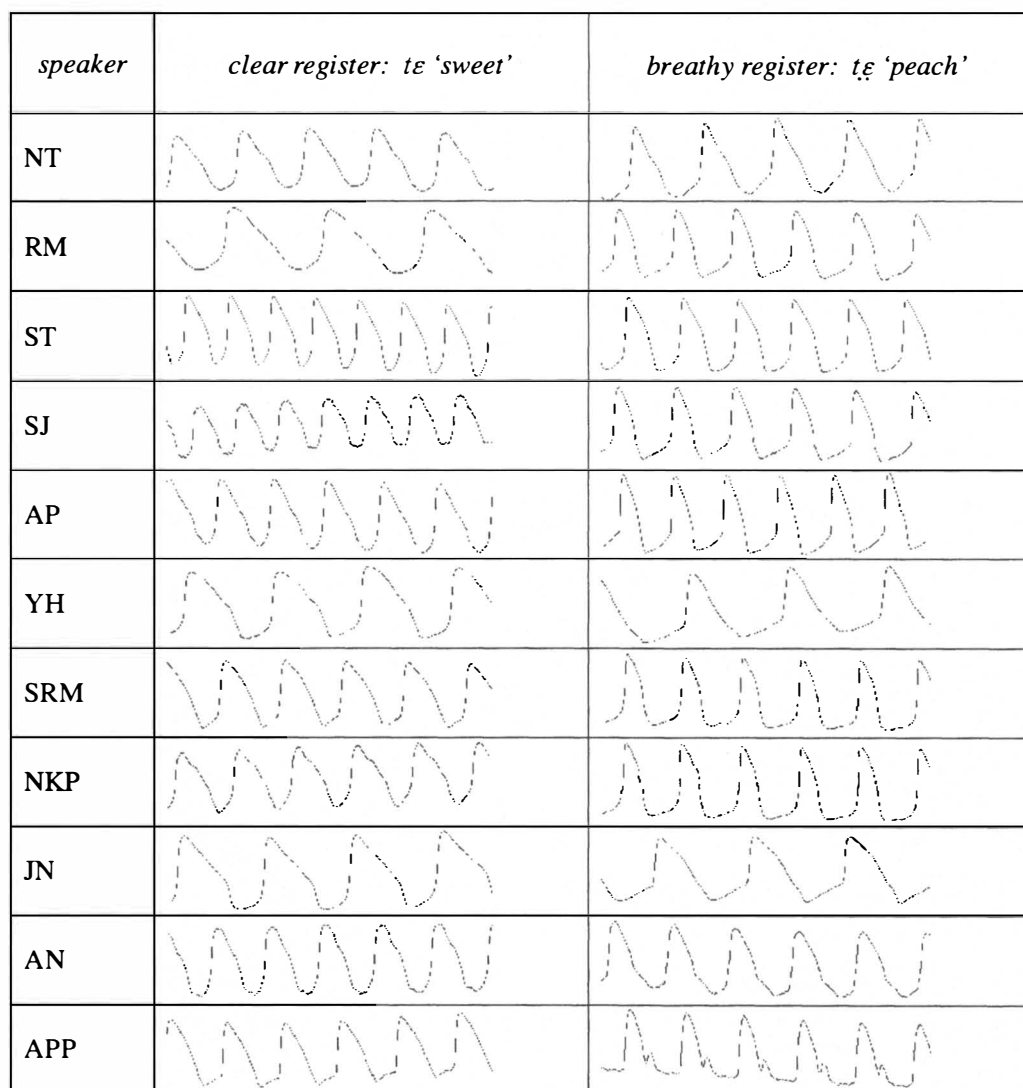 speaker clear register: tɛ 'sweet' breathy register: t̤ɛ̤ 'peach'
NT
RM
ST
SJ
AP
YH
SRM
NKP
JN
AN
APP